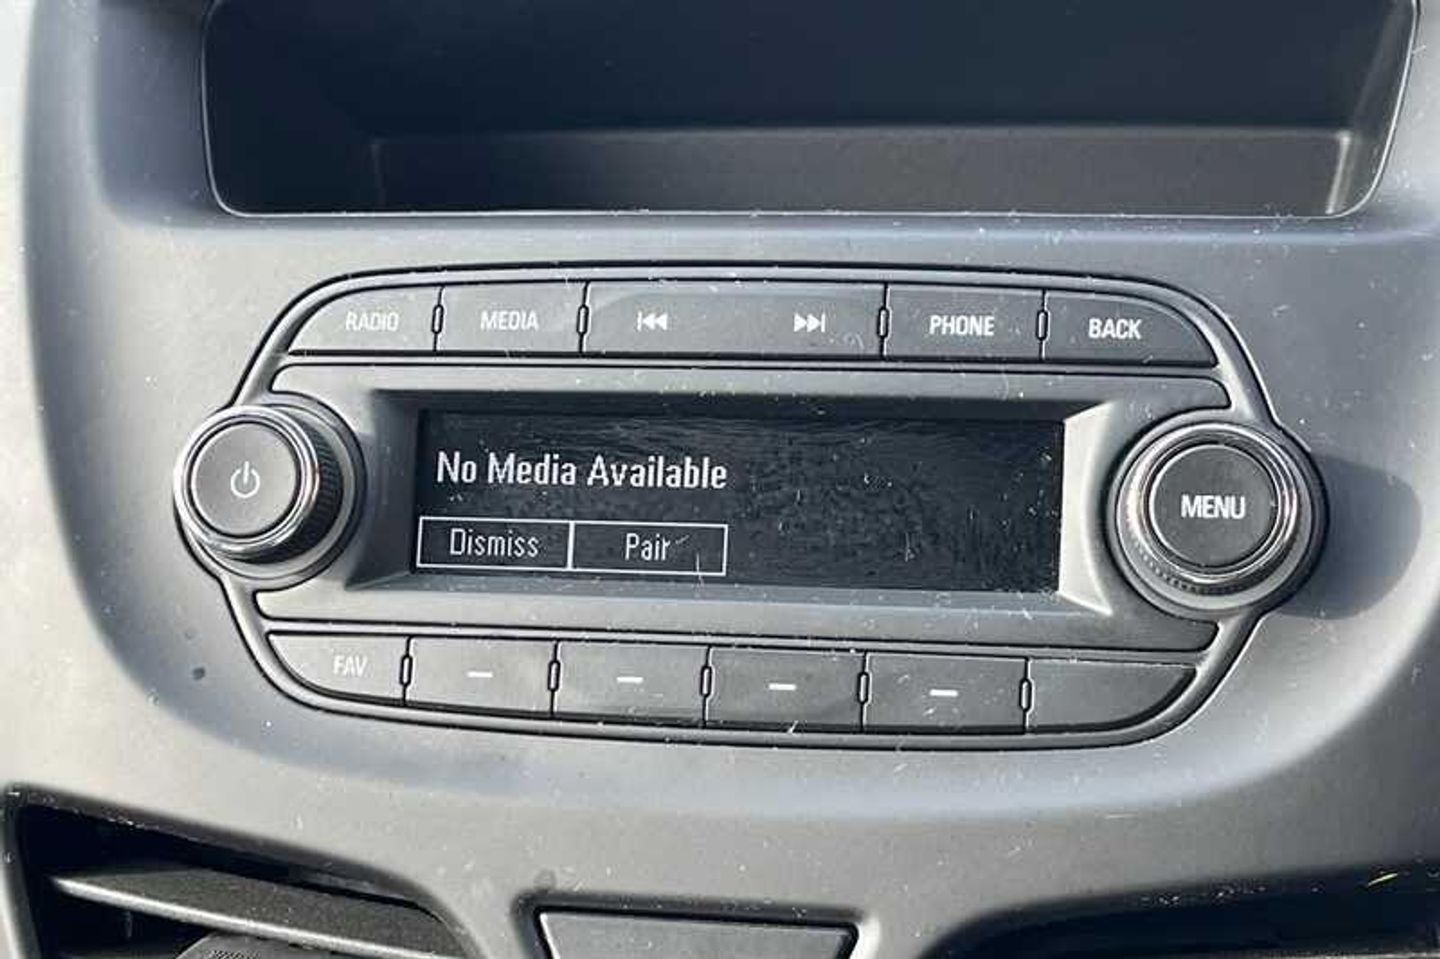 RADIO MEDIA PHONE BACK
No Media Available
Dismiss Pair
MENU
FAV